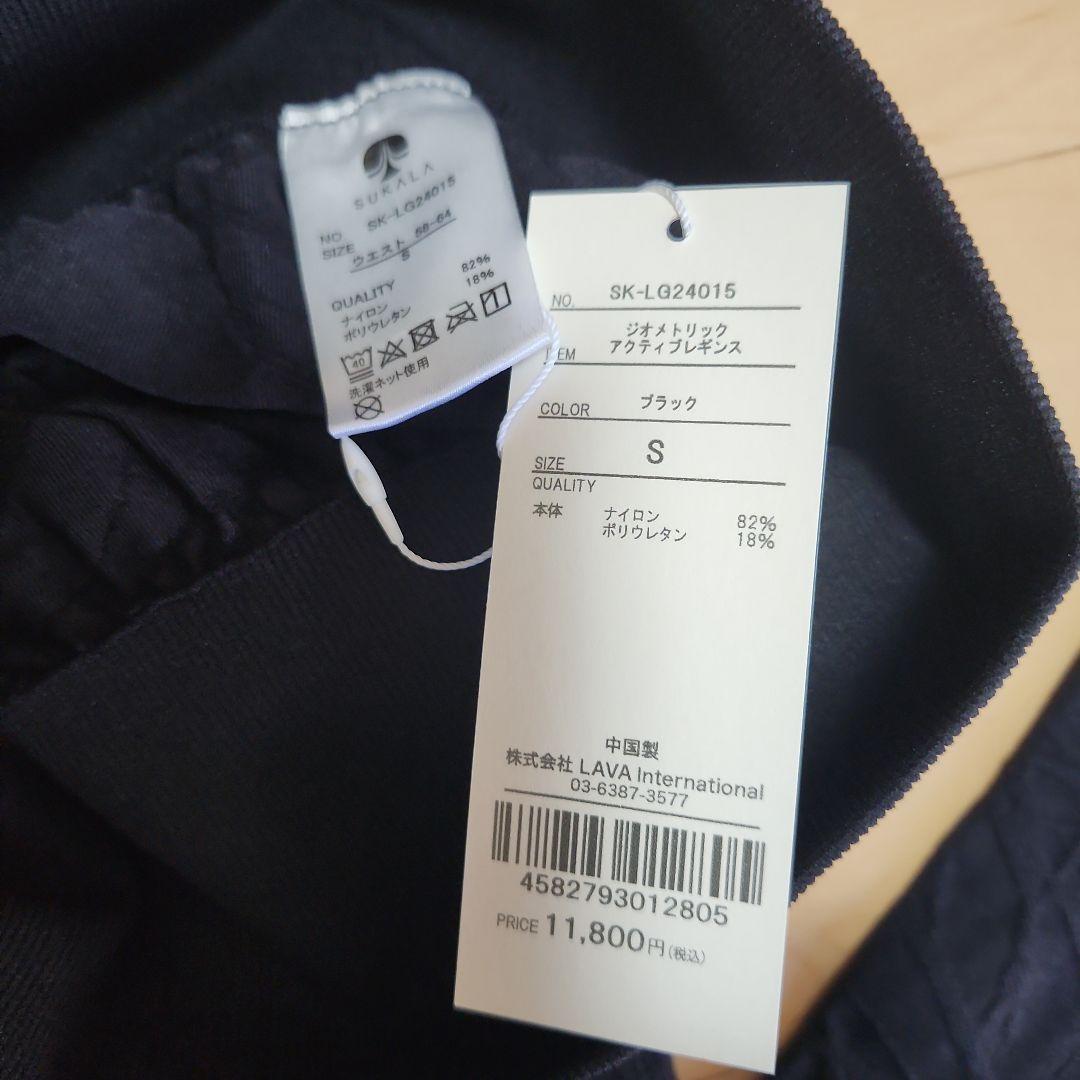 SUKALA
NO. SK-LG24015
SIZE ウエスト 58-64
S
QUALITY
ナイロン 82%
ポリウレタン 18%
40
洗濯ネット使用
NO. SK-LG24015
ジオメトリック
ITEM アクティブレギンス
COLOR ブラック
SIZE S
QUALITY
本体 ナイロン 82%
ポリウレタン 18%
中国製
株式会社 LAVA International
03-6387-3577
4582793012805
PRICE 11,800円(税込)